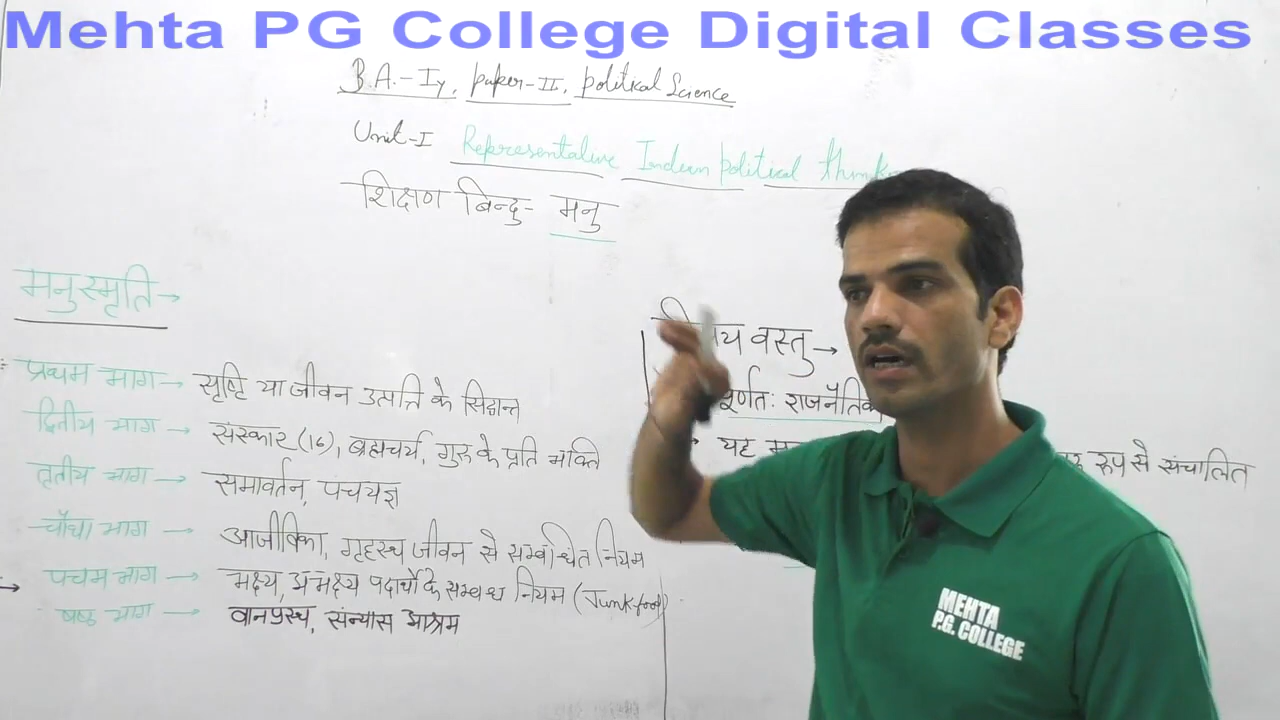 Mehta PG College Digital Classes
B.A.-Iy, paper-II, political Science
Unit-I Representative Indian political
शिक्षण बिन्दु- मनु
मनुस्मृति→
प्रथम भाग→ सृष्टि या जीवन उत्पत्ति के सिद्धान्त
द्वितीय भाग → संस्कार (16), ब्रह्मचर्य, गुरु के प्रति भक्ति
तृतीय भाग → समावर्तन, पंचयज्ञ
चौथा भाग → आजीविका, गृहस्थ जीवन से सम्बंधित नियम
पंचम भाग → भक्ष्य, अभक्ष्य पदार्थो के सम्बन्ध नियम (Junk food)
षष्ठ भाग → वानप्रस्थ, संन्यास आश्रम
वस्तु→
राजनैतिक
→ यह रूप से संचालित
MEHTA
P.G. COLLEGE